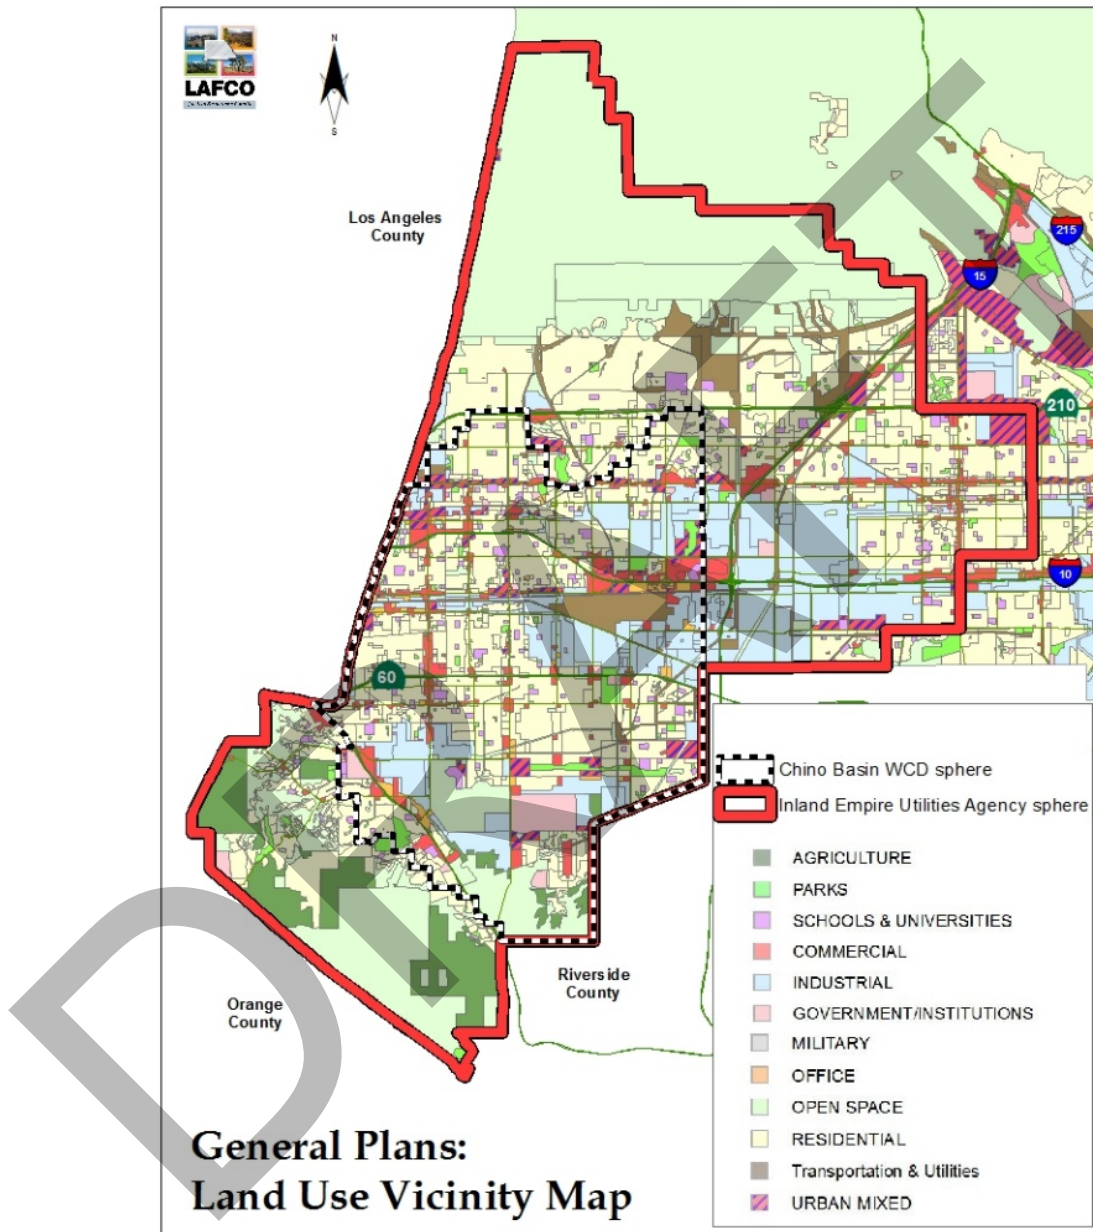 N
LAFCO
S
Los Angeles
County
215
15
210
10
60
Chino Basin WCD sphere
Inland Empire Utilities Agency sphere
AGRICULTURE
PARKS
SCHOOLS & UNIVERSITIES
COMMERCIAL
INDUSTRIAL
GOVERNMENT/INSTITUTIONS
MILITARY
OFFICE
OPEN SPACE
RESIDENTIAL
Transportation & Utilities
URBAN MIXED
Riverside
County
Orange
County
General Plans:
Land Use Vicinity Map
DRAFT